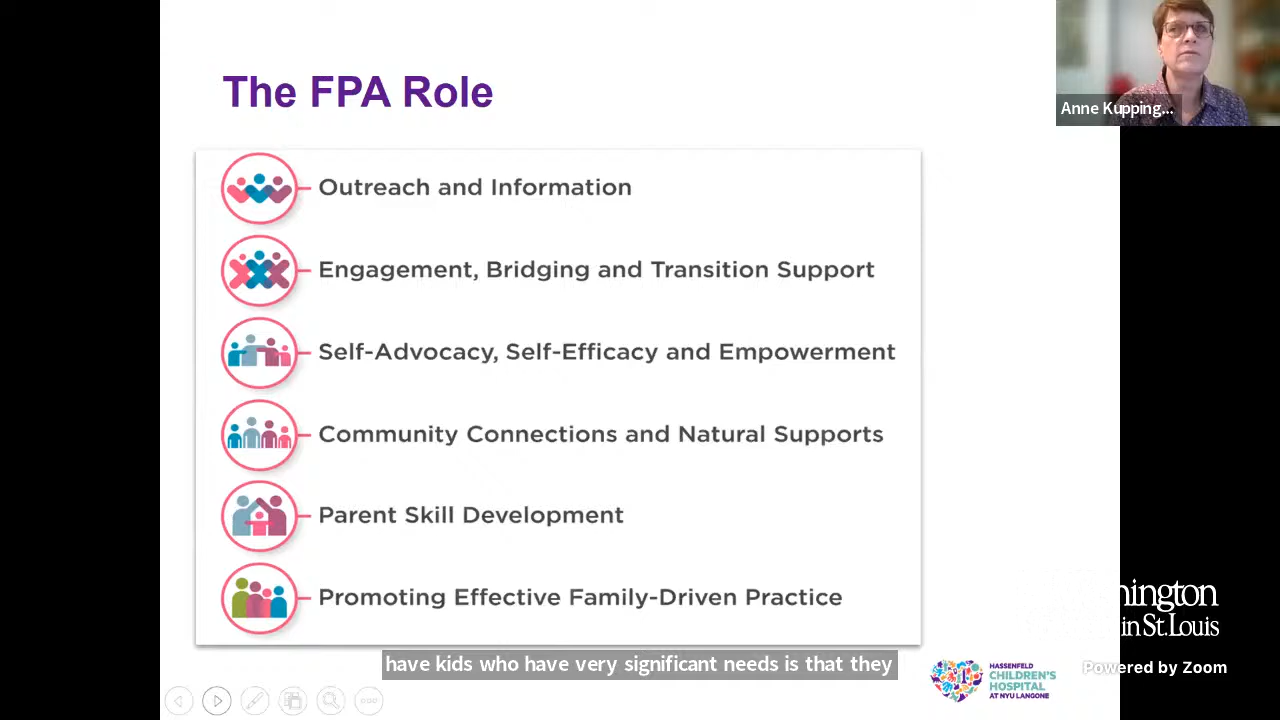 The FPA Role
Anne Kupping...
Outreach and Information
Engagement, Bridging and Transition Support
Self-Advocacy, Self-Efficacy and Empowerment
Community Connections and Natural Supports
Parent Skill Development
Promoting Effective Family-Driven Practice
hington
in St. Louis
have kids who have very significant needs is that they
HASSENFELD
CHILDREN'S
HOSPITAL
AT NYU LANGONE
Powered by Zoom